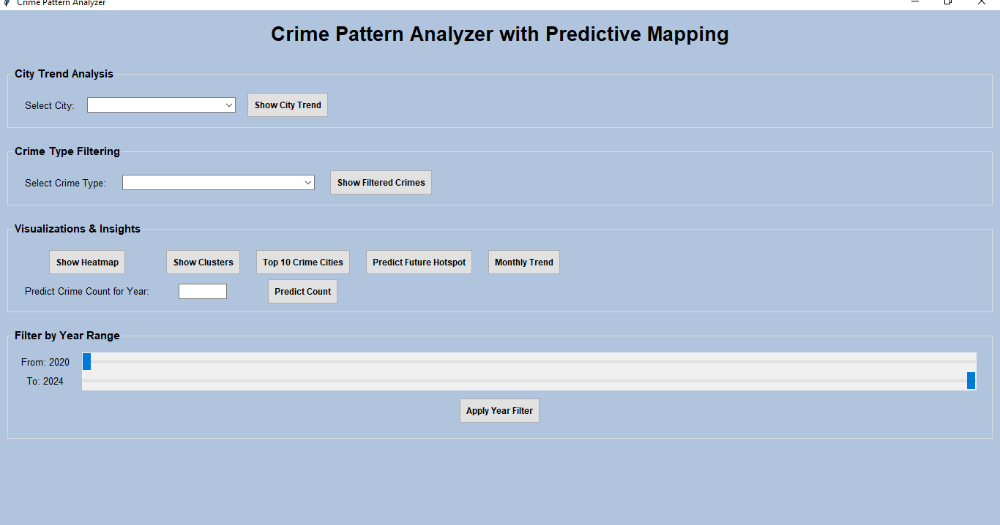 Crime Pattern Analyzer
Crime Pattern Analyzer with Predictive Mapping
City Trend Analysis
Select City:
Show City Trend
Crime Type Filtering
Select Crime Type:
Show Filtered Crimes
Visualizations & Insights
Show Heatmap
Show Clusters
Top 10 Crime Cities
Predict Future Hotspot
Monthly Trend
Predict Crime Count for Year:
Predict Count
Filter by Year Range
From: 2020
To: 2024
Apply Year Filter